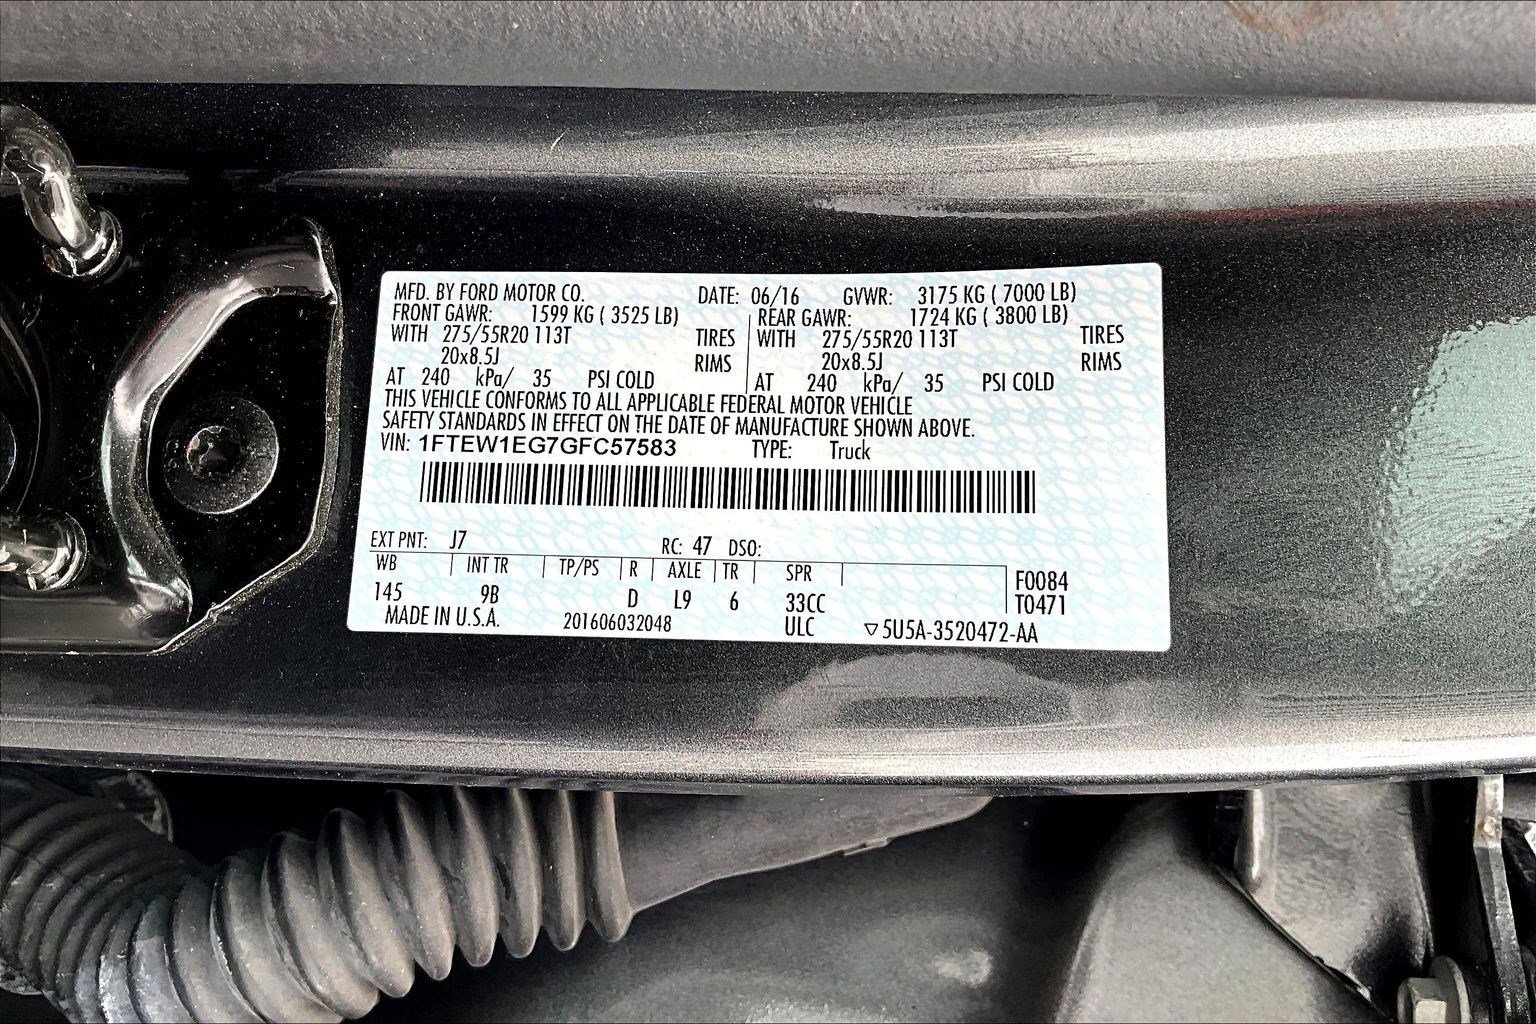 MFD. BY FORD MOTOR CO. DATE: 06/16 GVWR: 3175 KG ( 7000 LB)
FRONT GAWR: 1599 KG ( 3525 LB) REAR GAWR: 1724 KG ( 3800 LB)
WITH 275/55R20 113T TIRES WITH 275/55R20 113T TIRES
20x8.5J RIMS 20x8.5J RIMS
AT 240 kPa/ 35 PSI COLD AT 240 kPa/ 35 PSI COLD
THIS VEHICLE CONFORMS TO ALL APPLICABLE FEDERAL MOTOR VEHICLE
SAFETY STANDARDS IN EFFECT ON THE DATE OF MANUFACTURE SHOWN ABOVE.
VIN: 1FTEW1EG7GFC57583 TYPE: Truck
EXT PNT: J7 RC: 47 DSO:
WB INT TR TP/PS R AXLE TR SPR F0084
145 9B D L9 6 33CC T0471
MADE IN U.S.A. 201606032048 ULC ▽5U5A-3520472-AA